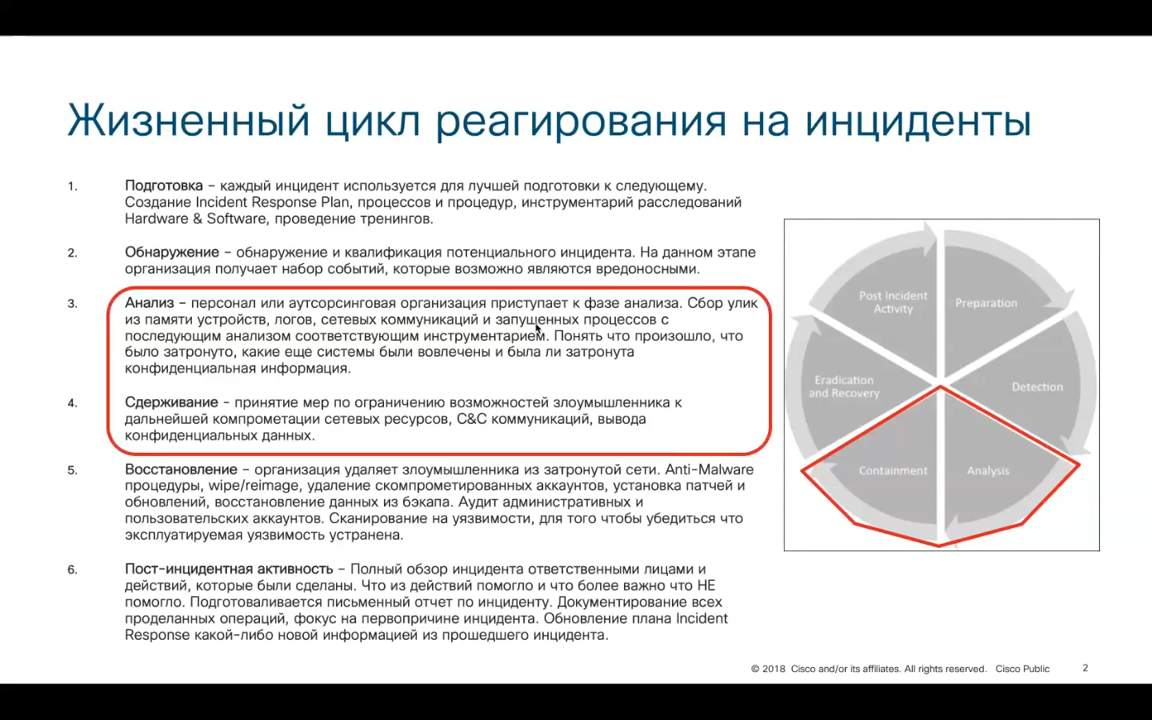 Жизненный цикл реагирования на инциденты
1. Подготовка – каждый инцидент используется для лучшей подготовки к следующему.
Создание Incident Response Plan, процессов и процедур, инструментарий расследований
Hardware & Software, проведение тренингов.
2. Обнаружение – обнаружение и квалификация потенциального инцидента. На данном этапе
организация получает набор событий, которые возможно являются вредоносными.
3. Анализ – персонал или аутсорсинговая организация приступает к фазе анализа. Сбор улик
из памяти устройств, логов, сетевых коммуникаций и запущенных процессов с
последующим анализом соответствующим инструментарием. Понять что произошло, что
было затронуто, какие еще системы были вовлечены и была ли затронута
конфиденциальная информация.
4. Сдерживание – принятие мер по ограничению возможностей злоумышленника к
дальнейшей компрометации сетевых ресурсов, C&C коммуникаций, вывода
конфиденциальных данных.
5. Восстановление – организация удаляет злоумышленника из затронутой сети. Anti-Malware
процедуры, wipe/reimage, удаление скомпрометированных аккаунтов, установка патчей и
обновлений, восстановление данных из бэкапа. Аудит административных и
пользовательских аккаунтов. Сканирование на уязвимости, для того чтобы убедиться что
эксплуатируемая уязвимость устранена.
6. Пост-инцидентная активность – Полный обзор инцидента ответственными лицами и
действий, которые были сделаны. Что из действий помогло и что более важно что НЕ
помогло. Подготоваливается письменный отчет по инциденту. Документирование всех
проделанных операций, фокус на первопричине инцидента. Обновление плана Incident
Response какой-либо новой информацией из прошедшего инцидента.
Post Incident
Activity
Preparation
Eradication
and Recovery
Detection
Containment
Analysis
© 2018 Cisco and/or its affiliates. All rights reserved. Cisco Public
2